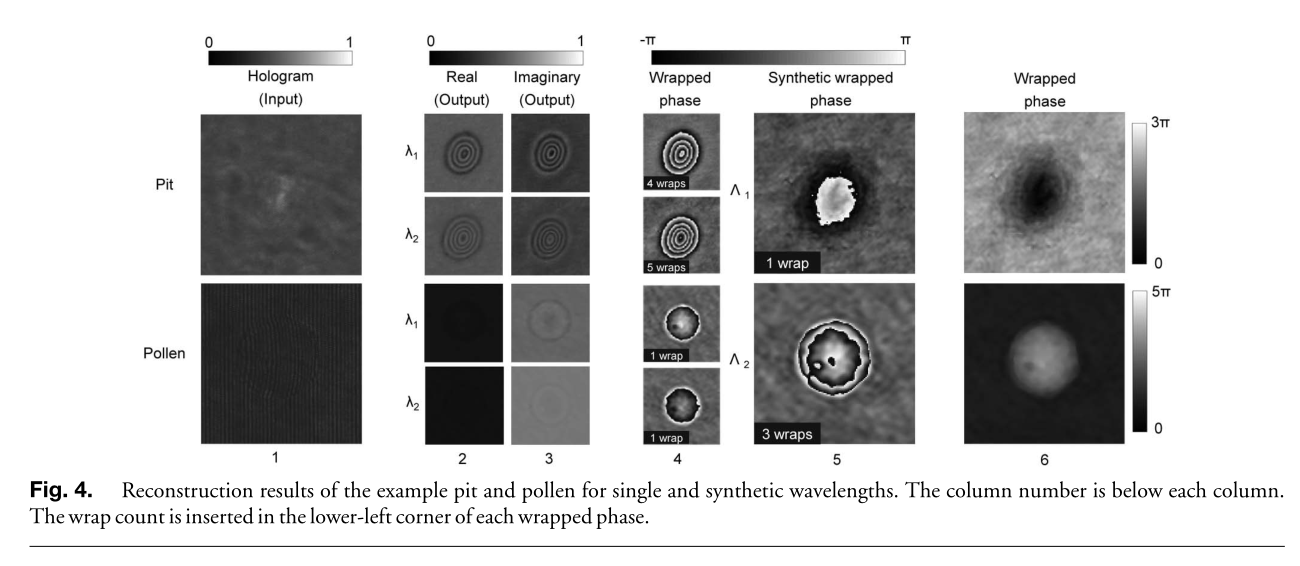 0 1
0 1
-π π
Hologram
(Input)
Real
(Output)
Imaginary
(Output)
Wrapped
phase
Synthetic wrapped
phase
Wrapped
phase
Pit
λ1
4 wraps
λ2
5 wraps
Λ 1
1 wrap
3π
0
Pollen
λ1
1 wrap
λ2
1 wrap
Λ 2
3 wraps
5π
0
1 2 3 4 5 6
Fig. 4. Reconstruction results of the example pit and pollen for single and synthetic wavelengths. The column number is below each column.
The wrap count is inserted in the lower-left corner of each wrapped phase.